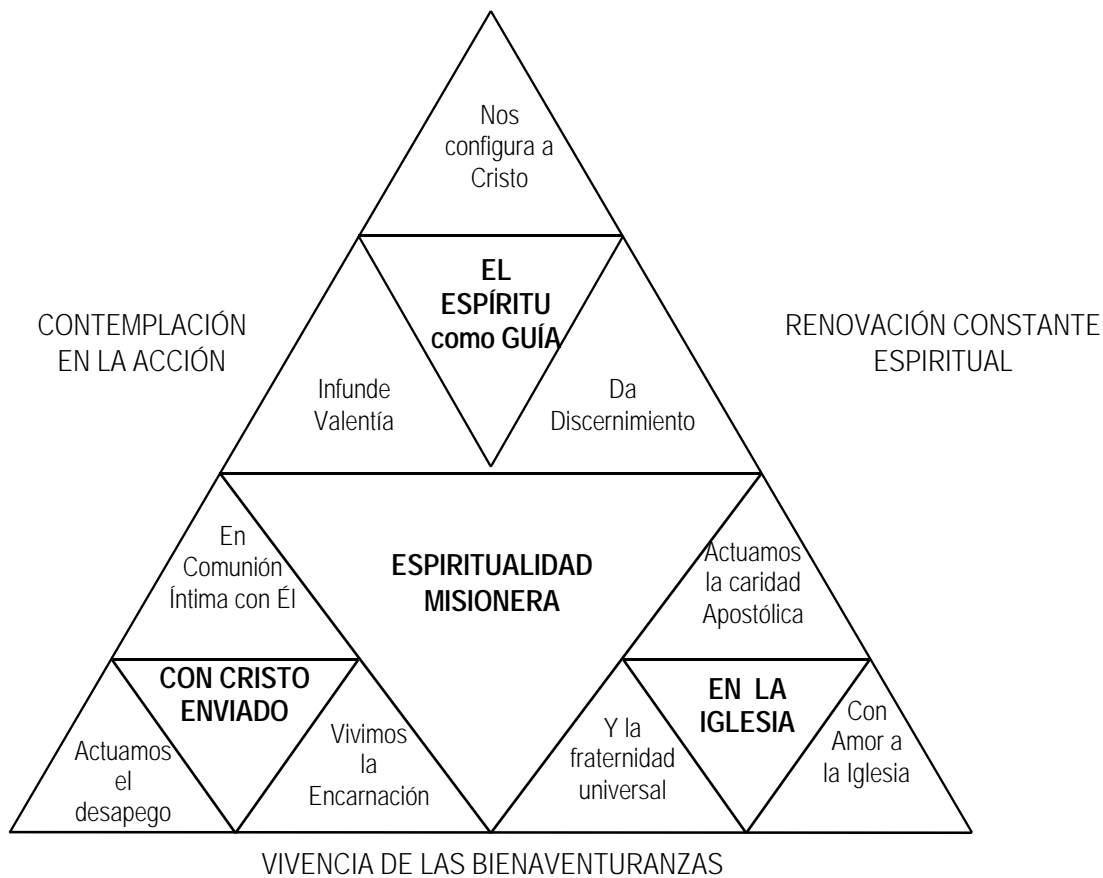 Nos
configura a
Cristo
EL
ESPÍRITU
como GUÍA
CONTEMPLACIÓN
EN LA ACCIÓN
RENOVACIÓN CONSTANTE
ESPIRITUAL
Infunde
Valentía
Da
Discernimiento
En
Comunión
Íntima con Él
ESPIRITUALIDAD
MISIONERA
Actuamos
la caridad
Apostólica
CON CRISTO
ENVIADO
EN LA
IGLESIA
Actuamos
el
desapego
Vivimos
la
Encarnación
Y la
fraternidad
universal
Con
Amor a
la Iglesia
VIVENCIA DE LAS BIENAVENTURANZAS